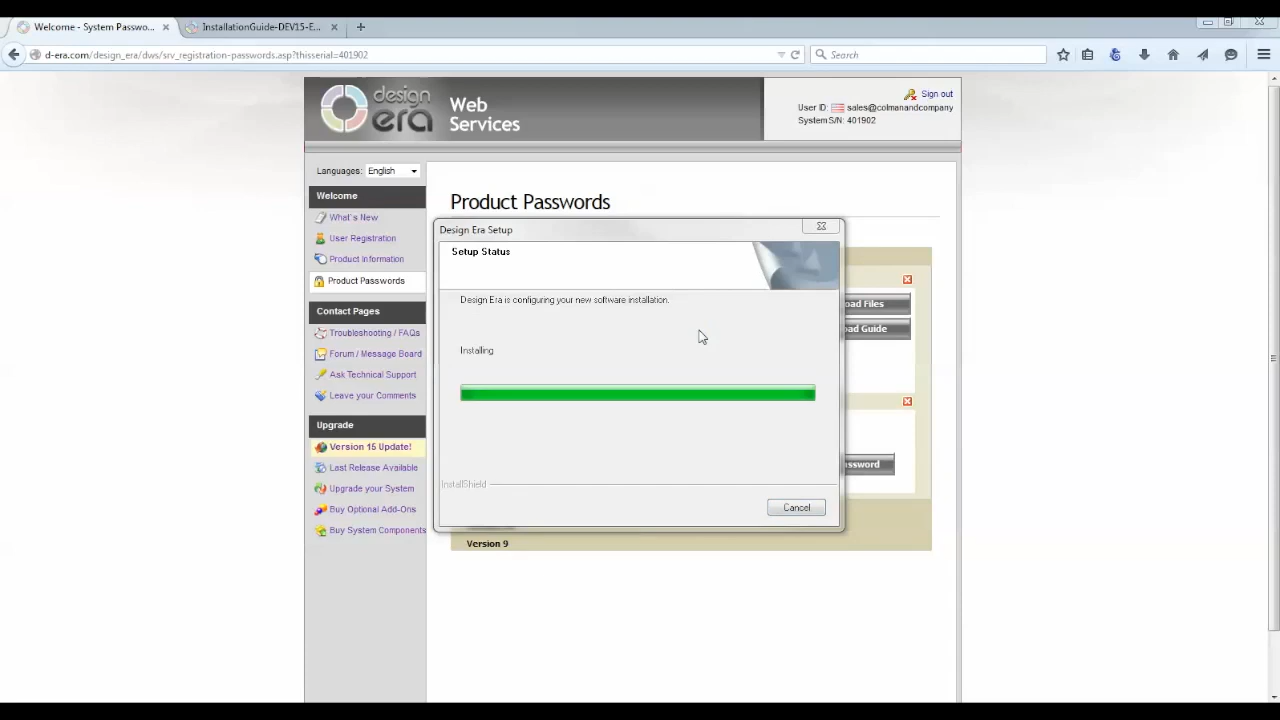 Welcome - System Passwo...
InstallationGuide-DEV15-E...
d-era.com/design_era/dws/srv_registration-passwords.asp?thisserial=401902
Search
design era
Web Services
Sign out
User ID: sales@colmanandcompany
System S/N: 401902
Languages: English
Welcome
What's New
User Registration
Product Information
Product Passwords
Contact Pages
Troubleshooting / FAQs
Forum / Message Board
Ask Technical Support
Leave your Comments
Upgrade
Version 15 Update!
Last Release Available
Upgrade your System
Buy Optional Add-Ons
Buy System Components
Product Passwords
Design Era Setup
Setup Status
Design Era is configuring your new software installation.
Installing
InstallShield
Cancel
oad Files
oad Guide
ssword
Version 9